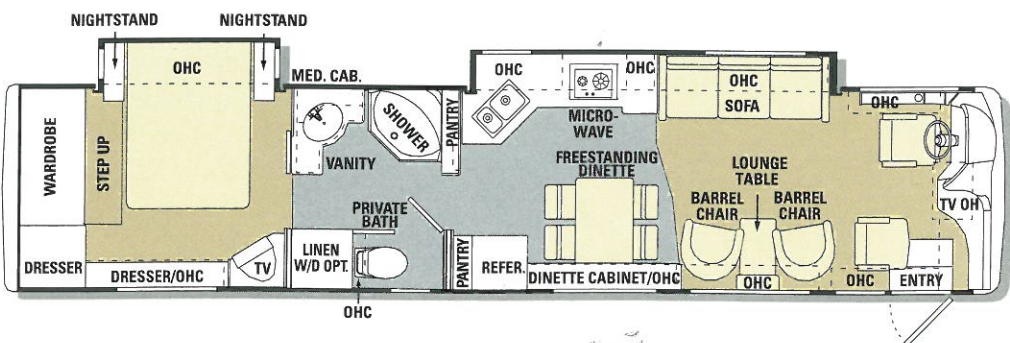 NIGHTSTAND
NIGHTSTAND
OHC
MED. CAB.
WARDROBE
STEP UP
VANITY
SHOWER
PANTRY
OHC
OHC
MICRO-
WAVE
OHC
SOFA
OHC
FREESTANDING
DINETTE
LOUNGE
TABLE
BARREL
CHAIR
BARREL
CHAIR
TV OH
PRIVATE
BATH
DRESSER
DRESSER/OHC
TV
LINEN
W/D OPT.
OHC
PANTRY
REFER.
DINETTE CABINET/OHC
OHC
OHC
ENTRY